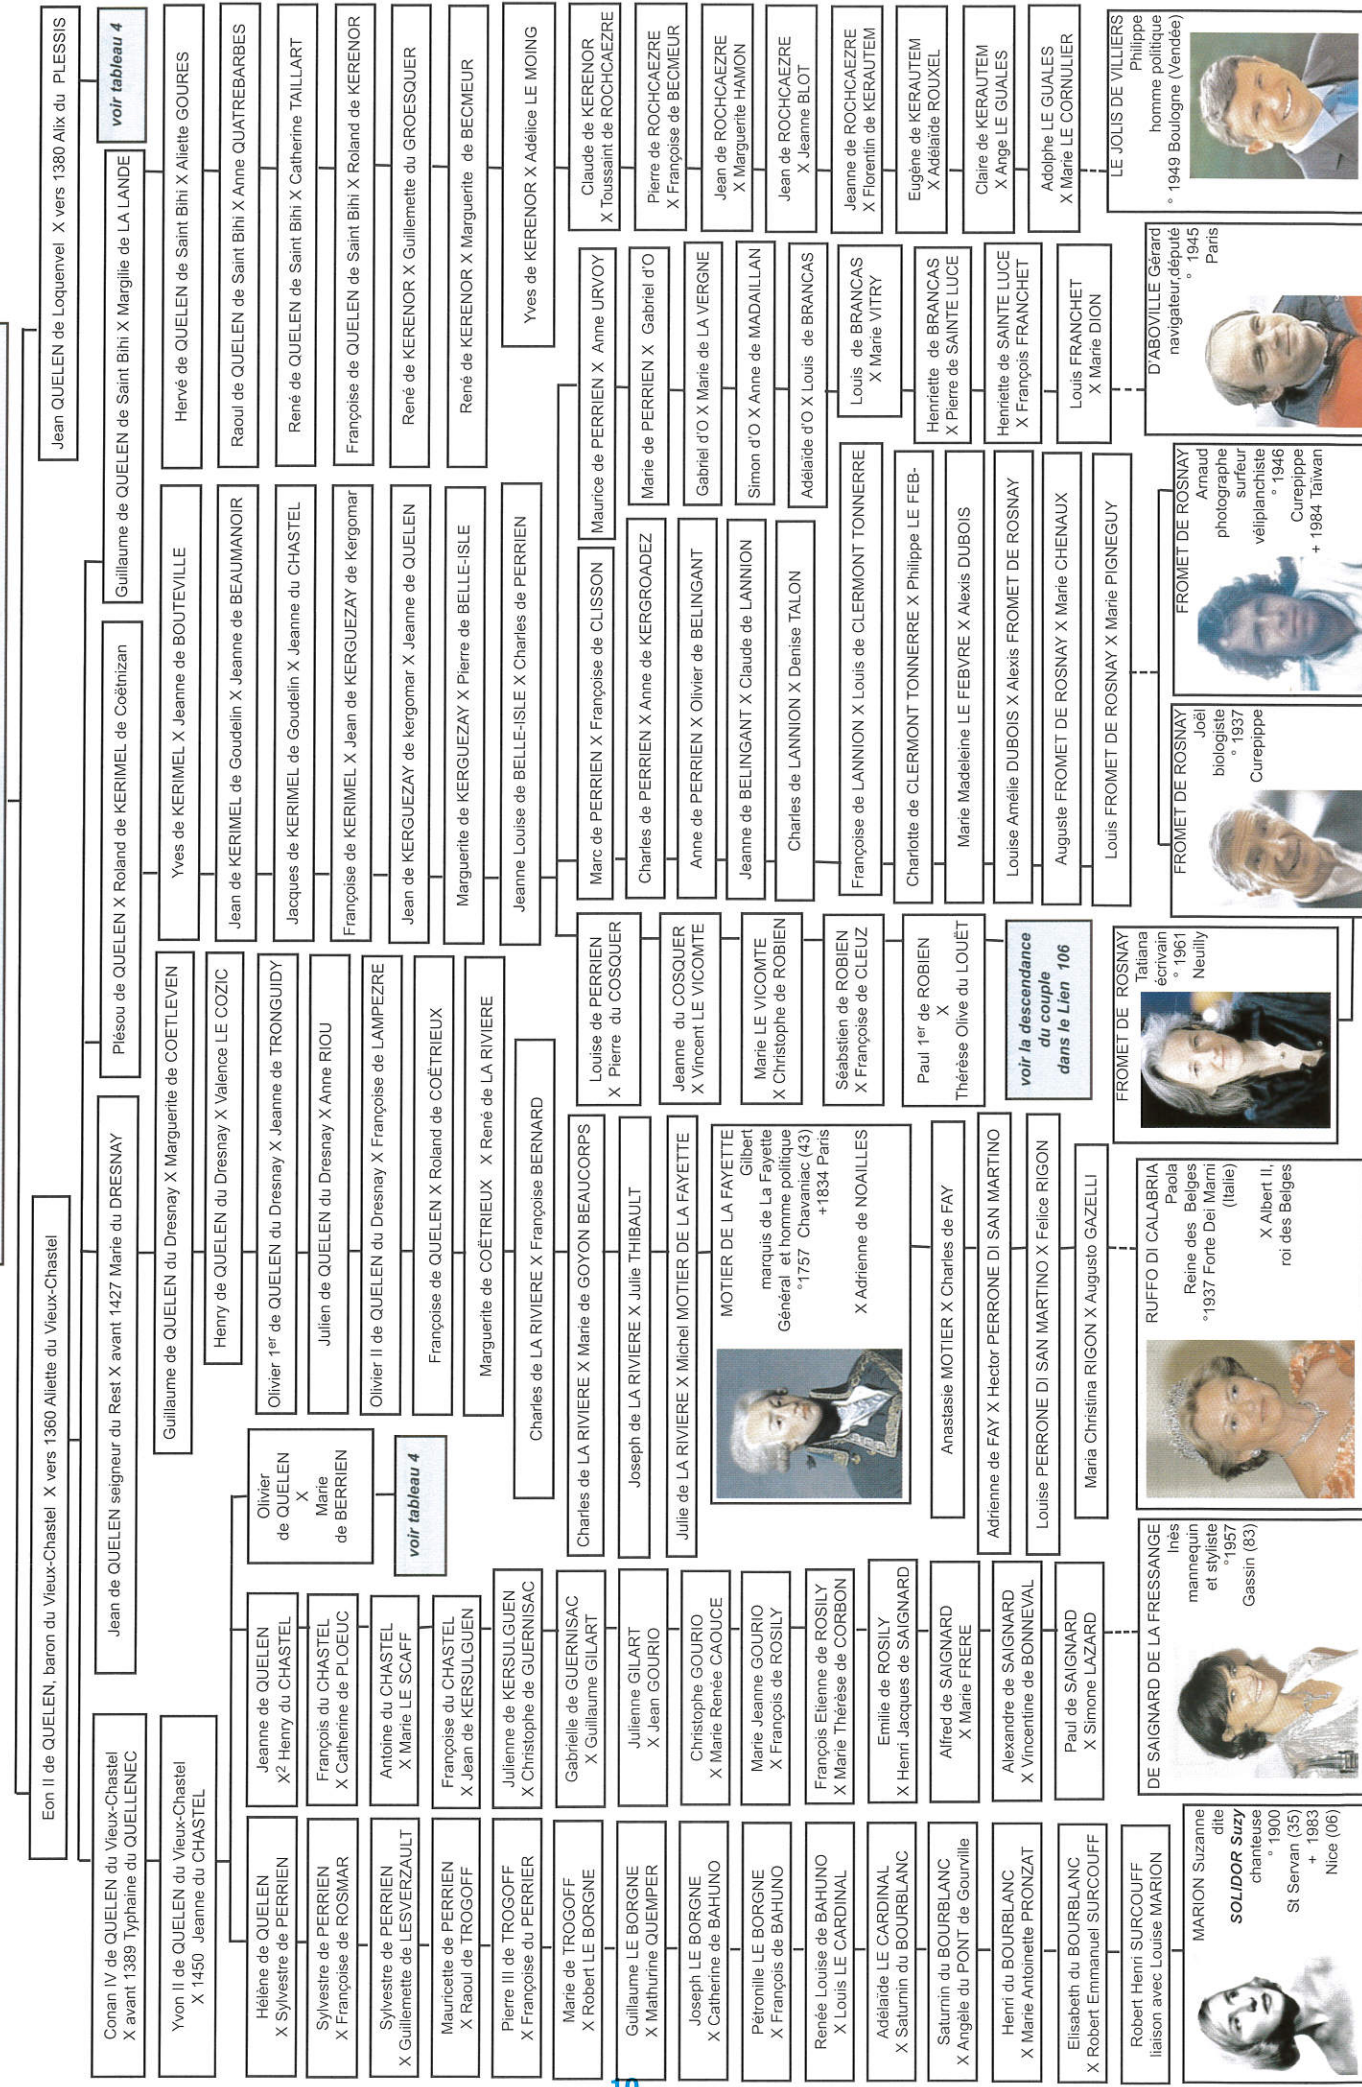 Eon II de QUELEN, baron du Vieux-Chastel X vers 1360 Aliette du Vieux-Chastel
Jean QUELEN de Loquenvel X vers 1380 Alix du PLESSIS
voir tableau 4
Conan IV de QUELEN du Vieux-Chastel
X avant 1389 Typhaine du QUELLENEC
Jean de QUELEN seigneur du Rest X avant 1427 Marie du DRESNAY
Plésou de QUELEN X Roland de KERIMEL de Coëtnizan
Guillaume de QUELEN de Saint Bihi X Margilie de LA LANDE
Yvon II de QUELEN du Vieux-Chastel
X 1450 Jeanne du CHASTEL
Hélène de QUELEN
X Sylvestre de PERRIEN
Sylvestre de PERRIEN
X Françoise de ROSMAR
Sylvestre de PERRIEN
X Guillemette de LESVERZAULT
Mauricette de PERRIEN
X Raoul de TROGOFF
Pierre III de TROGOFF
X Françoise du PERRIER
Marie de TROGOFF
X Robert LE BORGNE
Guillaume LE BORGNE
X Mathurine QUEMPER
Joseph LE BORGNE
X Catherine de BAHUNO
Pétronille LE BORGNE
X François de BAHUNO
Renée Louise de BAHUNO
X Louis LE CARDINAL
Adélaïde LE CARDINAL
X Saturnin du BOURBLANC
Saturnin du BOURBLANC
X Angèle du PONT de Gourville
Henri du BOURBLANC
X Marie Antoinette PRONZAT
Elisabeth du BOURBLANC
X Robert Emmanuel SURCOUFF
Robert Henri SURCOUFF
liaison avec Louise MARION
MARION Suzanne
dite
SOLIDOR Suzy
chanteuse
° 1900
St Servan (35)
+ 1983
Nice (06)
Jeanne de QUELEN
X² Henry du CHASTEL
François du CHASTEL
X Catherine de PLOEUC
Antoine du CHASTEL
X Marie LE SCAFF
Françoise du CHASTEL
X Jean de KERSULGUEN
Julienne de KERSULGUEN
X Christophe de GUERNISAC
Gabrielle de GUERNISAC
X Guillaume GILART
Julienne GILART
X Jean GOURIO
Christophe GOURIO
X Marie Renée CAOUCE
Marie Jeanne GOURIO
X François de ROSILY
François Etienne de ROSILY
X Marie Thérèse de CORBON
Emilie de ROSILY
X Henri Jacques de SAIGNARD
Alfred de SAIGNARD
X Marie FRERE
Alexandre de SAIGNARD
X Vincentine de BONNEVAL
Paul de SAIGNARD
X Simone LAZARD
DE SAIGNARD DE LA FRESSANGE
Inès
mannequin
et styliste
°1957
Gassin (83)
Olivier
de QUELEN
X
Marie
de BERRIEN
voir tableau 4
Guillaume de QUELEN du Dresnay X Marguerite de COETLEVEN
Henry de QUELEN du Dresnay X Valence LE COZIC
Olivier 1er de QUELEN du Dresnay X Jeanne de TRONGUIDY
Julien de QUELEN du Dresnay X Anne RIOU
Olivier II de QUELEN du Dresnay X Françoise de LAMPEZRE
Françoise de QUELEN X Roland de COËTRIEUX
Marguerite de COËTRIEUX X René de LA RIVIERE
Charles de LA RIVIERE X Françoise BERNARD
Charles de LA RIVIERE X Marie de GOYON BEAUCORPS
Joseph de LA RIVIERE X Julie THIBAULT
Julie de LA RIVIERE X Michel MOTIER DE LA FAYETTE
MOTIER DE LA FAYETTE
Gilbert
marquis de La Fayette
Général et homme politique
°1757 Chavaniac (43)
+1834 Paris
X Adrienne de NOAILLES
Anastasie MOTIER X Charles de FAY
Adrienne de FAY X Hector PERRONE DI SAN MARTINO
Louise PERRONE DI SAN MARTINO X Felice RIGON
Maria Christina RIGON X Augusto GAZELLI
RUFFO DI CALABRIA
Paola
Reine des Belges
°1937 Forte Dei Marni
(Italie)
X Albert II,
roi des Belges
Yves de KERIMEL X Jeanne de BOUTEVILLE
Jean de KERIMEL de Goudelin X Jeanne de BEAUMANOIR
Jacques de KERIMEL de Goudelin X Jeanne du CHASTEL
Françoise de KERIMEL X Jean de KERGUEZAY de Kergomar
Jean de KERGUEZAY de kergomar X Jeanne de QUELEN
Marguerite de KERGUEZAY X Pierre de BELLE-ISLE
Jeanne Louise de BELLE-ISLE X Charles de PERRIEN
Louise de PERRIEN
X Pierre du COSQUER
Jeanne du COSQUER
X Vincent LE VICOMTE
Marie LE VICOMTE
X Christophe de ROBIEN
Séabstien de ROBIEN
X Françoise de CLEUZ
Paul 1er de ROBIEN
X
Thérèse Olive du LOUËT
voir la descendance
du couple
dans le Lien 106
FROMET DE ROSNAY
Tatiana
écrivain
° 1961
Neuilly
Marc de PERRIEN X Françoise de CLISSON
Charles de PERRIEN X Anne de KERGROADEZ
Anne de PERRIEN X Olivier de BELINGANT
Jeanne de BELINGANT X Claude de LANNION
Charles de LANNION X Denise TALON
Françoise de LANNION X Louis de CLERMONT TONNERRE
Charlotte de CLERMONT TONNERRE X Philippe LE FEB-
Marie Madeleine LE FEBVRE X Alexis DUBOIS
Louise Amélie DUBOIS X Alexis FROMET DE ROSNAY
Auguste FROMET DE ROSNAY X Marie CHENAUX
Louis FROMET DE ROSNAY X Marie PIGNEGUY
FROMET DE ROSNAY
Joël
biologiste
° 1937
Curepippe
FROMET DE ROSNAY
Arnaud
photographe
surfeur
véliplanchiste
° 1946
Curepippe
+ 1984 Taïwan
Maurice de PERRIEN X Anne URVOY
Marie de PERRIEN X Gabriel d'O
Gabriel d'O X Marie de LA VERGNE
Simon d'O X Anne de MADAILLAN
Adélaïde d'O X Louis de BRANCAS
Louis de BRANCAS
X Marie VITRY
Henriette de BRANCAS
X Pierre de SAINTE LUCE
Henriette de SAINTE LUCE
X François FRANCHET
Louis FRANCHET
X Marie DION
D'ABOVILLE Gérard
navigateur,député
° 1945
Paris
Hervé de QUELEN de Saint Bihi X Aliette GOURES
Raoul de QUELEN de Saint Bihi X Anne QUATREBARBES
René de QUELEN de Saint Bihi X Catherine TAILLART
Françoise de QUELEN de Saint Bihi X Roland de KERENOR
René de KERENOR X Guillemette du GROESQUER
René de KERENOR X Marguerite de BECMEUR
Yves de KERENOR X Adélice LE MOING
Claude de KERENOR
X Toussaint de ROCHCAEZRE
Pierre de ROCHCAEZRE
X Françoise de BECMEUR
Jean de ROCHCAEZRE
X Marguerite HAMON
Jean de ROCHCAEZRE
X Jeanne BLOT
Jeanne de ROCHCAEZRE
X Florentin de KERAUTEM
Eugène de KERAUTEM
X Adélaïde ROUXEL
Claire de KERAUTEM
X Ange LE GUALES
Adolphe LE GUALES
X Marie LE CORNULIER
LE JOLIS DE VILLIERS
Philippe
homme politique
° 1949 Boulogne (Vendée)